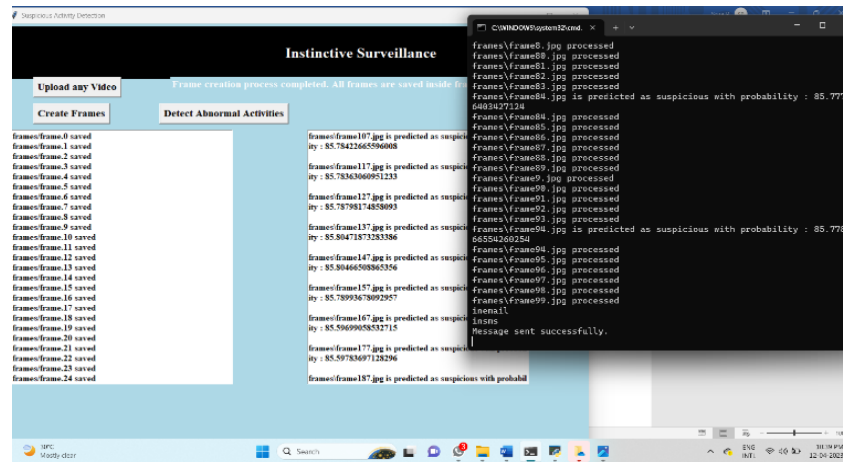 Suspicious Activity Detection
Instinctive Surveillance
Upload any Video
Frame creation process completed. All frames are saved inside
Create Frames
Detect Abnormal Activities
frames/frame.0 saved
frames/frame.1 saved
frames/frame.2 saved
frames/frame.3 saved
frames/frame.4 saved
frames/frame.5 saved
frames/frame.6 saved
frames/frame.7 saved
frames/frame.8 saved
frames/frame.9 saved
frames/frame.10 saved
frames/frame.11 saved
frames/frame.12 saved
frames/frame.13 saved
frames/frame.14 saved
frames/frame.15 saved
frames/frame.16 saved
frames/frame.17 saved
frames/frame.18 saved
frames/frame.19 saved
frames/frame.20 saved
frames/frame.21 saved
frames/frame.22 saved
frames/frame.23 saved
frames/frame.24 saved
frames\frame107.jpg is predicted as suspici
ity : 85.78422665596008
frames\frame117.jpg is predicted as suspici
ity : 85.78363060951233
frames\frame127.jpg is predicted as suspici
ity : 85.78798174858093
frames\frame137.jpg is predicted as suspici
ity : 85.80471873283386
frames\frame147.jpg is predicted as suspici
ity : 85.80466508865356
frames\frame157.jpg is predicted as suspici
ity : 85.78993678092957
frames\frame167.jpg is predicted as suspici
ity : 85.59699058532715
frames\frame177.jpg is predicted as suspici
ity : 85.59783697128296
frames\frame187.jpg is predicted as suspicious with probabil
C:\WINDOWS\system32\cmd.
frames\frame8.jpg processed
frames\frame80.jpg processed
frames\frame81.jpg processed
frames\frame82.jpg processed
frames\frame83.jpg processed
frames\frame84.jpg is predicted as suspicious with probability : 85.777
6403427124
frames\frame84.jpg processed
frames\frame85.jpg processed
frames\frame86.jpg processed
frames\frame87.jpg processed
frames\frame88.jpg processed
frames\frame89.jpg processed
frames\frame9.jpg processed
frames\frame90.jpg processed
frames\frame91.jpg processed
frames\frame92.jpg processed
frames\frame93.jpg processed
frames\frame94.jpg is predicted as suspicious with probability : 85.778
66554260254
frames\frame94.jpg processed
frames\frame95.jpg processed
frames\frame96.jpg processed
frames\frame97.jpg processed
frames\frame98.jpg processed
frames\frame99.jpg processed
inemail
insms
Message sent successfully.
30°C
Mostly clear
Search
ENG
INTL
10:39 PM
12-04-2023